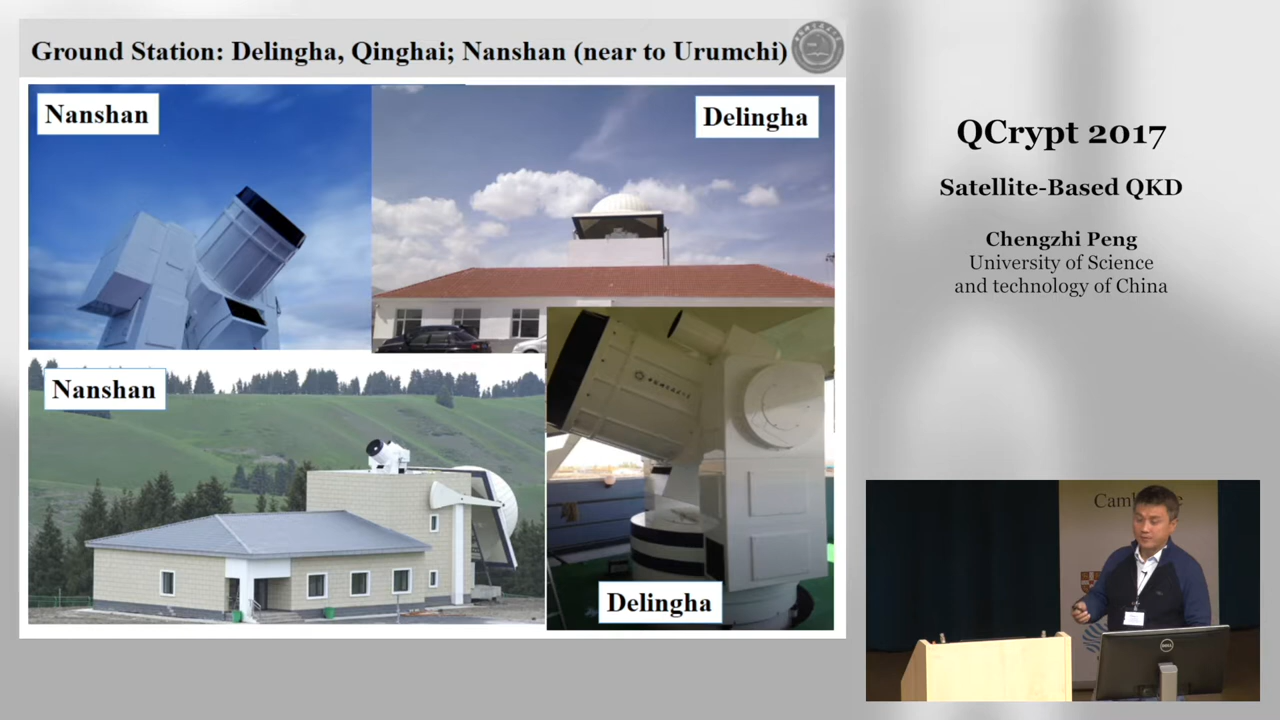 Ground Station: Delingha, Qinghai; Nanshan (near to Urumchi)
Nanshan
Delingha
Nanshan
Delingha
QCrypt 2017
Satellite-Based QKD
Chengzhi Peng
University of Science
and technology of China
DELL